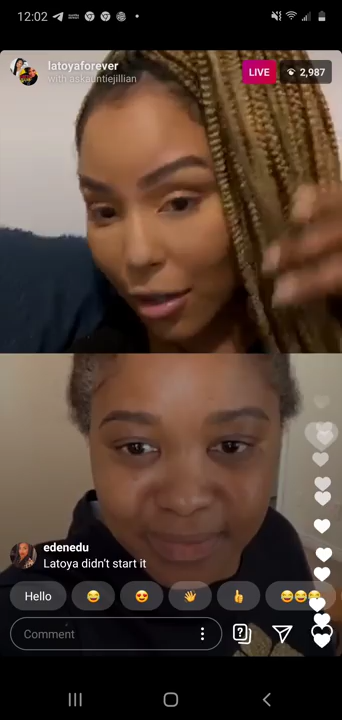 12:02
latoyaforever
with askauntiejillian
LIVE
2,987
edenedu
Latoya didn't start it
Hello
Comment